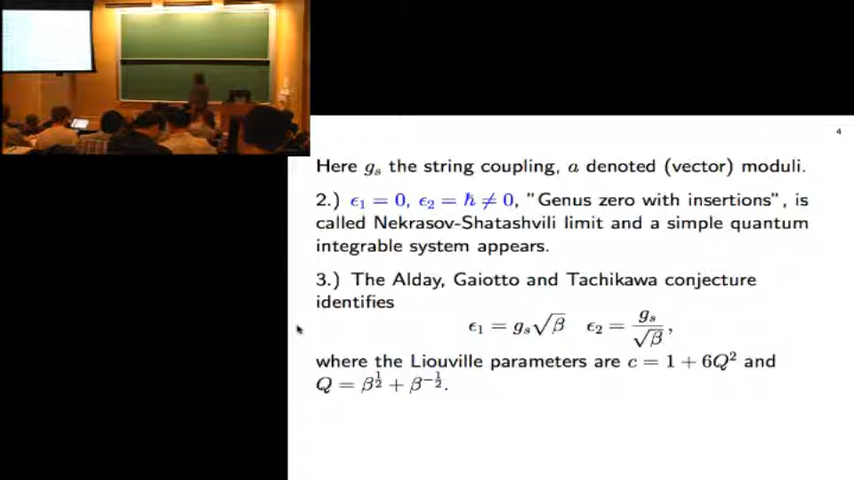 4
Here g_s the string coupling, a denoted (vector) moduli.
2.) ϵ₁ = 0, ϵ₂ = ℏ ≠ 0, "Genus zero with insertions", is
called Nekrasov-Shatashvili limit and a simple quantum
integrable system appears.
3.) The Alday, Gaiotto and Tachikawa conjecture
identifies
ϵ₁ = g_s√β ϵ₂ = g_s/√β,
where the Liouville parameters are c = 1 + 6Q² and
Q = β^{1/2} + β^{-1/2}.